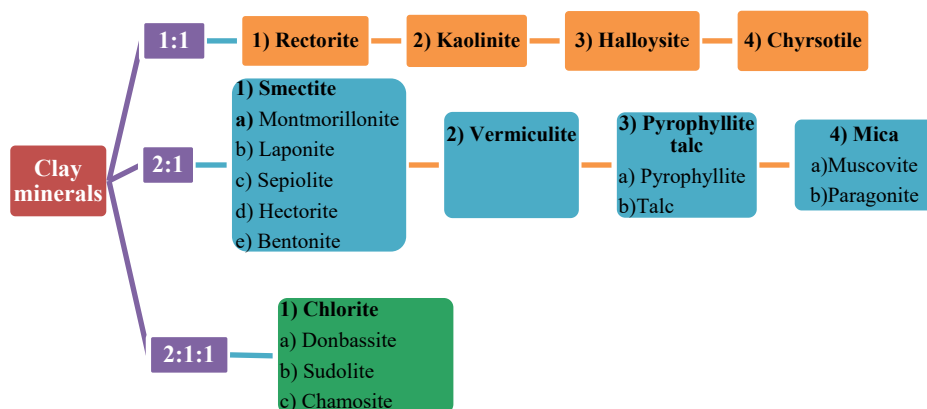 Clay
minerals
1:1
1) Rectorite
2) Kaolinite
3) Halloysite
4) Chyrsotile
2:1
1) Smectite
a) Montmorillonite
b) Laponite
c) Sepiolite
d) Hectorite
e) Bentonite
2) Vermiculite
3) Pyrophyllite
talc
a) Pyrophyllite
b)Talc
4) Mica
a)Muscovite
b)Paragonite
2:1:1
1) Chlorite
a) Donbassite
b) Sudolite
c) Chamosite